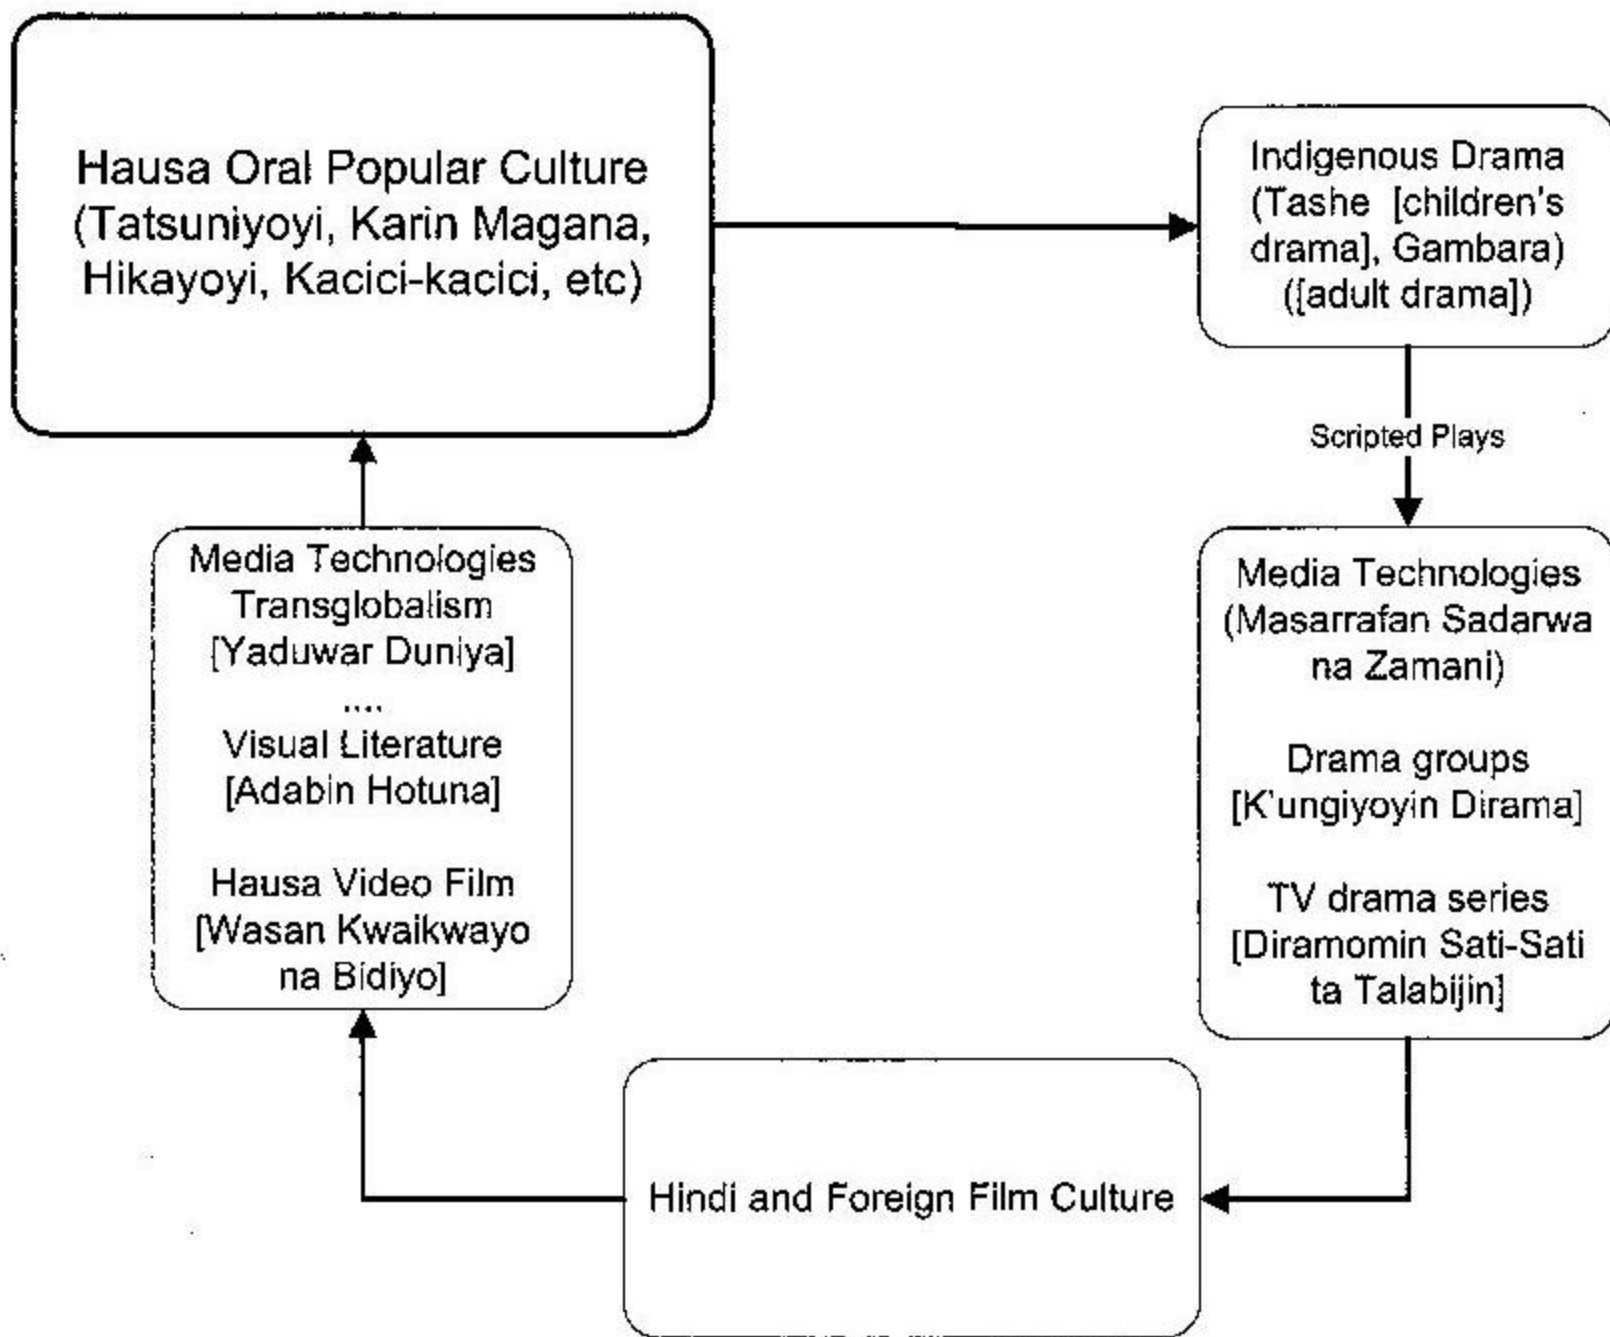 Hausa Oral Popular Culture
(Tatsuniyoyi, Karin Magana,
Hikayoyi, Kacici-kacici, etc)
Indigenous Drama
(Tashe [children's
drama], Gambara)
([adult drama])
Scripted Plays
Media Technologies
(Masarrafan Sadarwa
na Zamani)
Drama groups
[K'ungiyoyin Dirama]
TV drama series
[Diramomin Sati-Sati
ta Talabijin]
Hindi and Foreign Film Culture
Media Technologies
Transglobalism
[Yaduwar Duniya]
....
Visual Literature
[Adabin Hotuna]
Hausa Video Film
[Wasan Kwaikwayo
na Bidiyo]